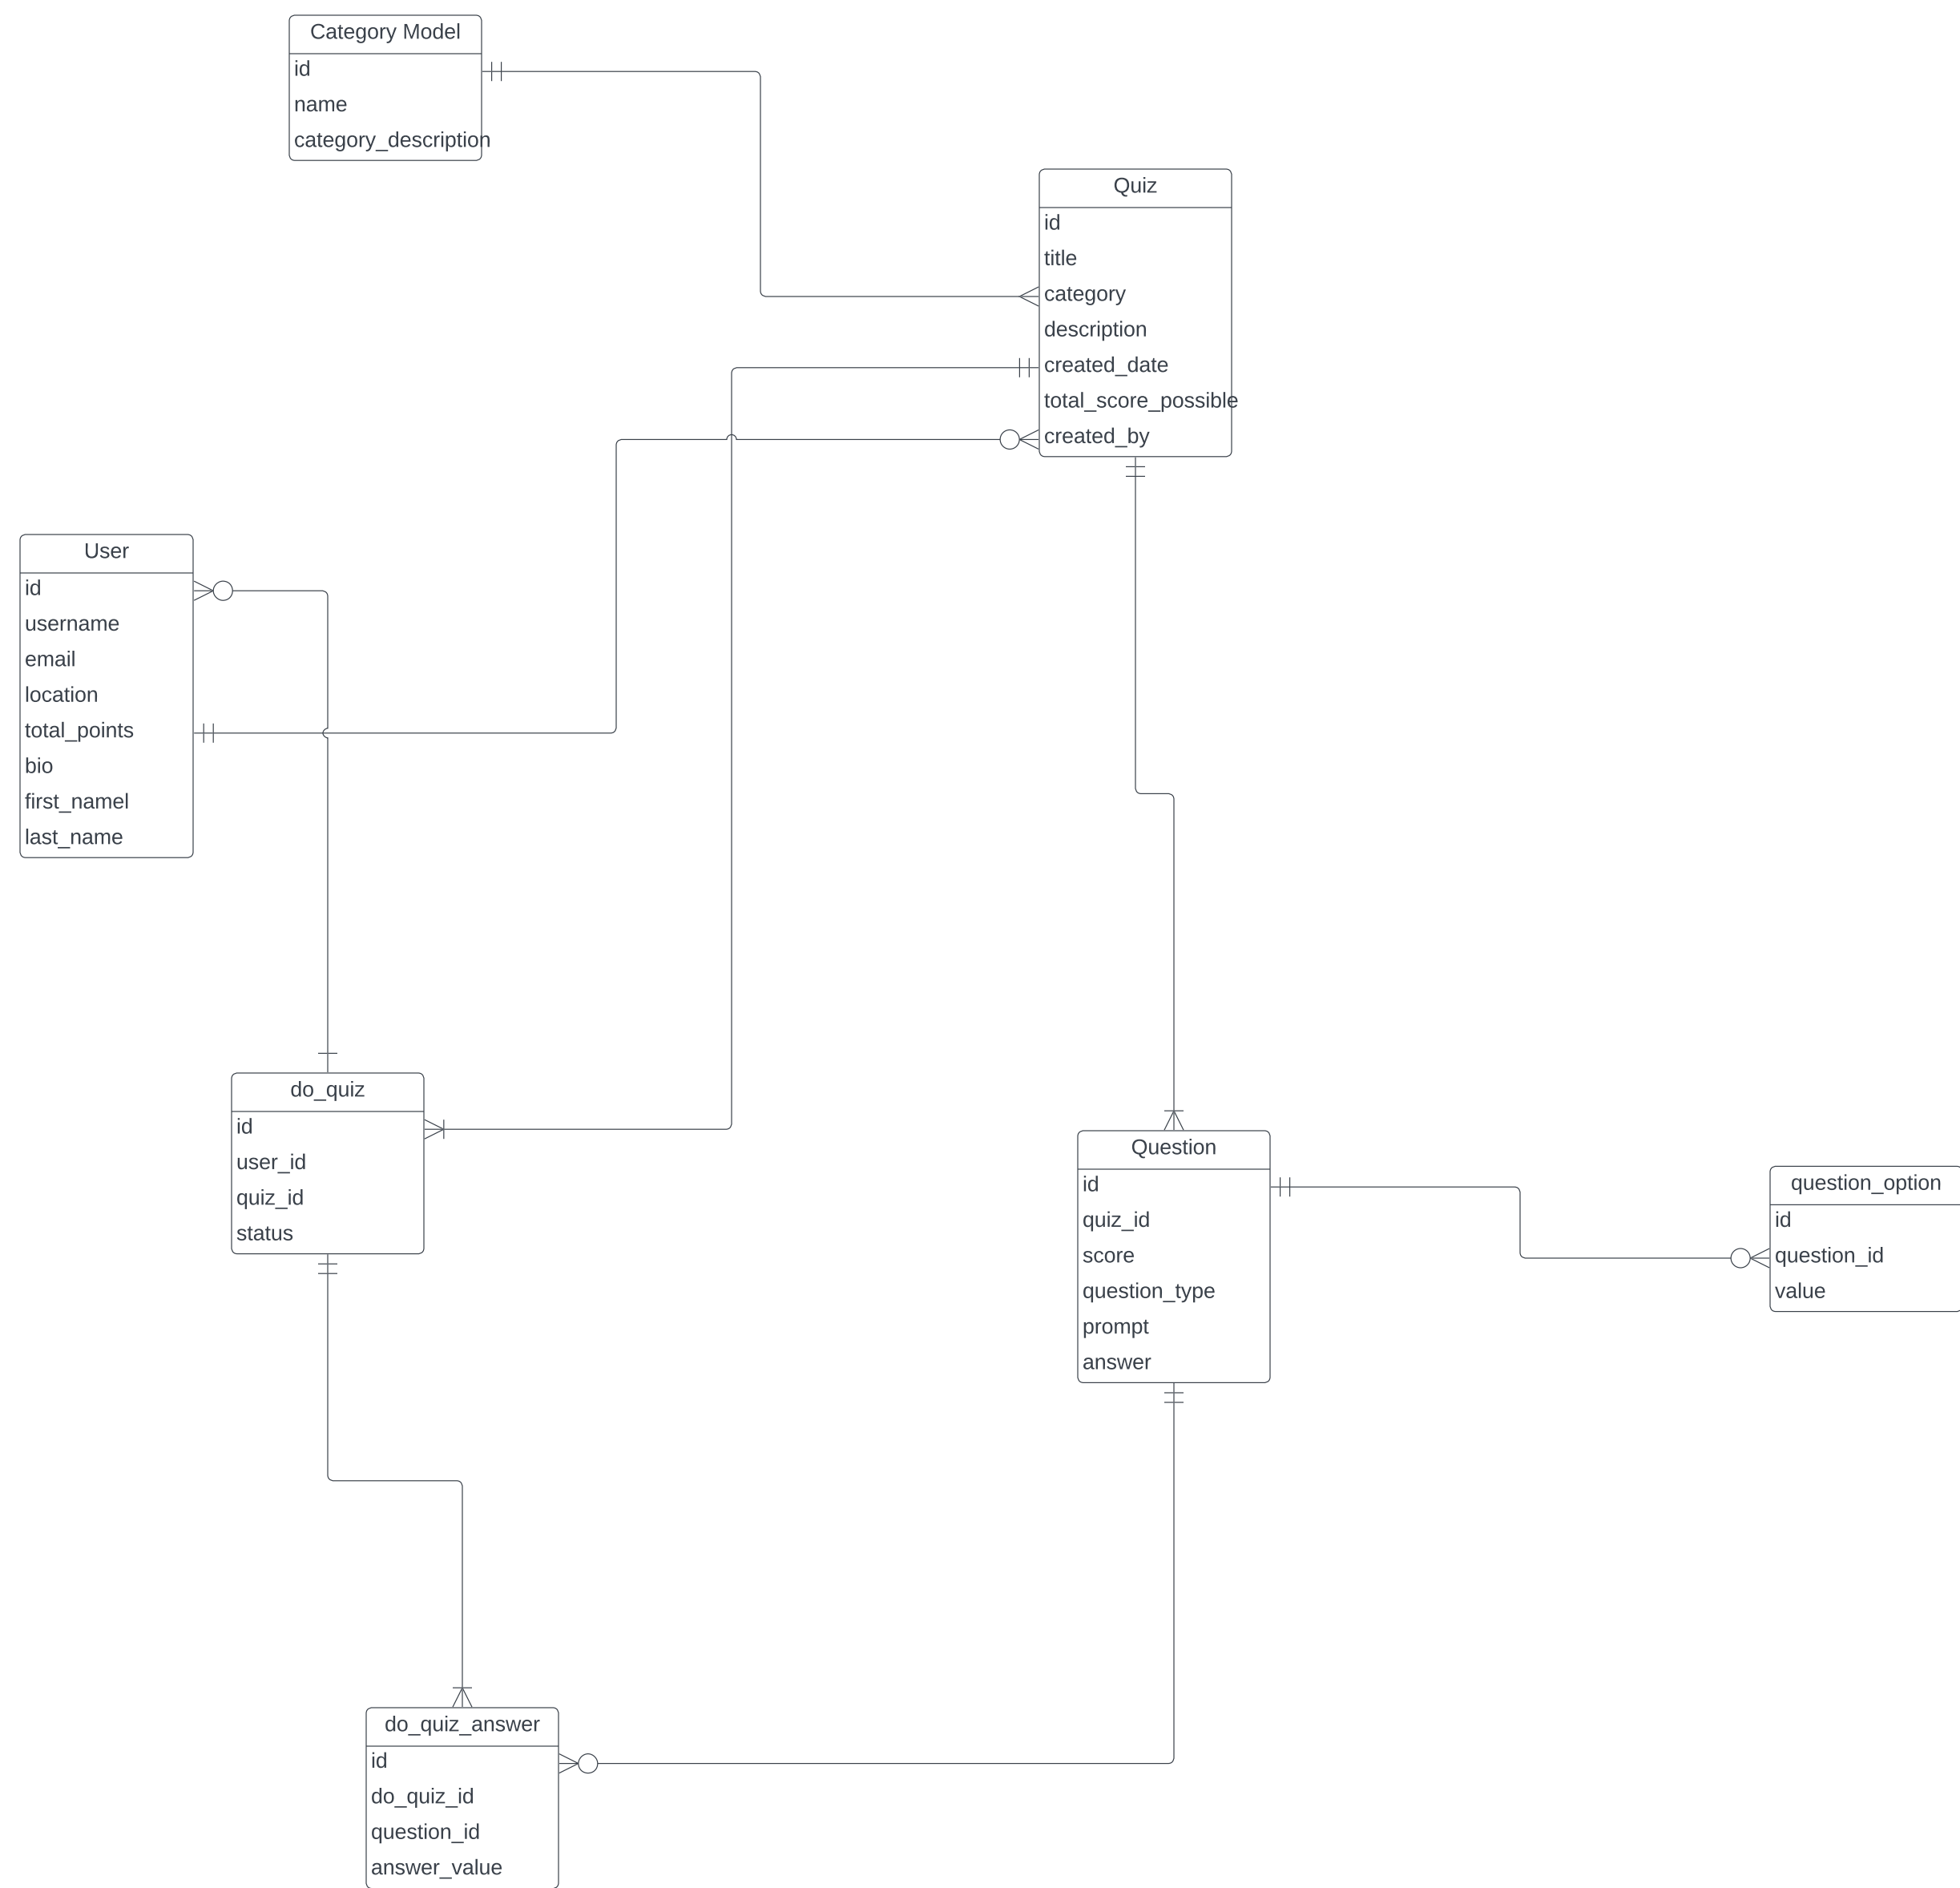 Category Model
id
name
category_description
Quiz
id
title
category
description
created_date
total_score_possible
created_by
User
id
username
email
location
total_points
bio
first_namel
last_name
do_quiz
id
user_id
quiz_id
status
Question
id
quiz_id
score
question_type
prompt
answer
question_option
id
question_id
value
do_quiz_answer
id
do_quiz_id
question_id
answer_value